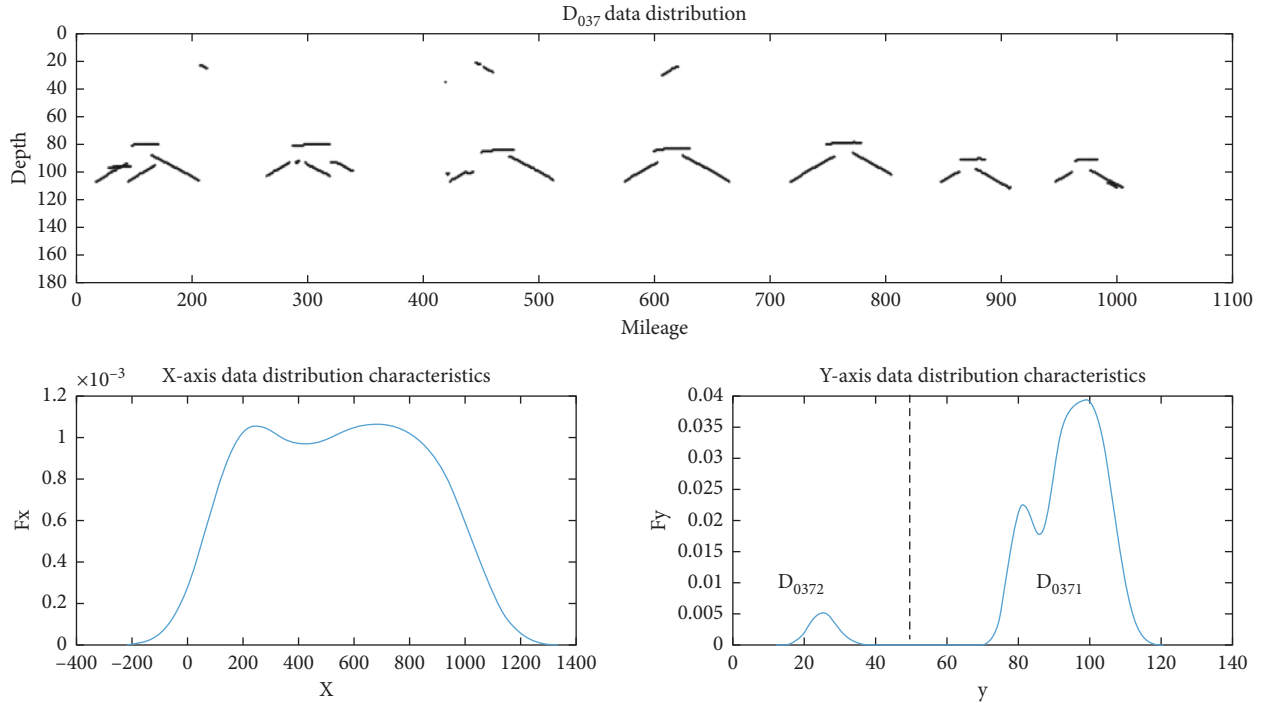 D₀₃₇ data distribution
0
20
40
60
80
100
120
140
160
180
Depth
0 200 300 400 500 600 700 800 900 1000 1100
Mileage
×10⁻³
X-axis data distribution characteristics
1.2
1
0.8
0.6
0.4
0.2
0
Fx
–400 –200 0 200 400 600 800 1000 1200 1400
X
Y-axis data distribution characteristics
0.04
0.035
0.03
0.025
0.02
0.015
0.01
0.005
0
Fy
D₀₃₇₂
D₀₃₇₁
0 20 40 60 80 100 120 140
y